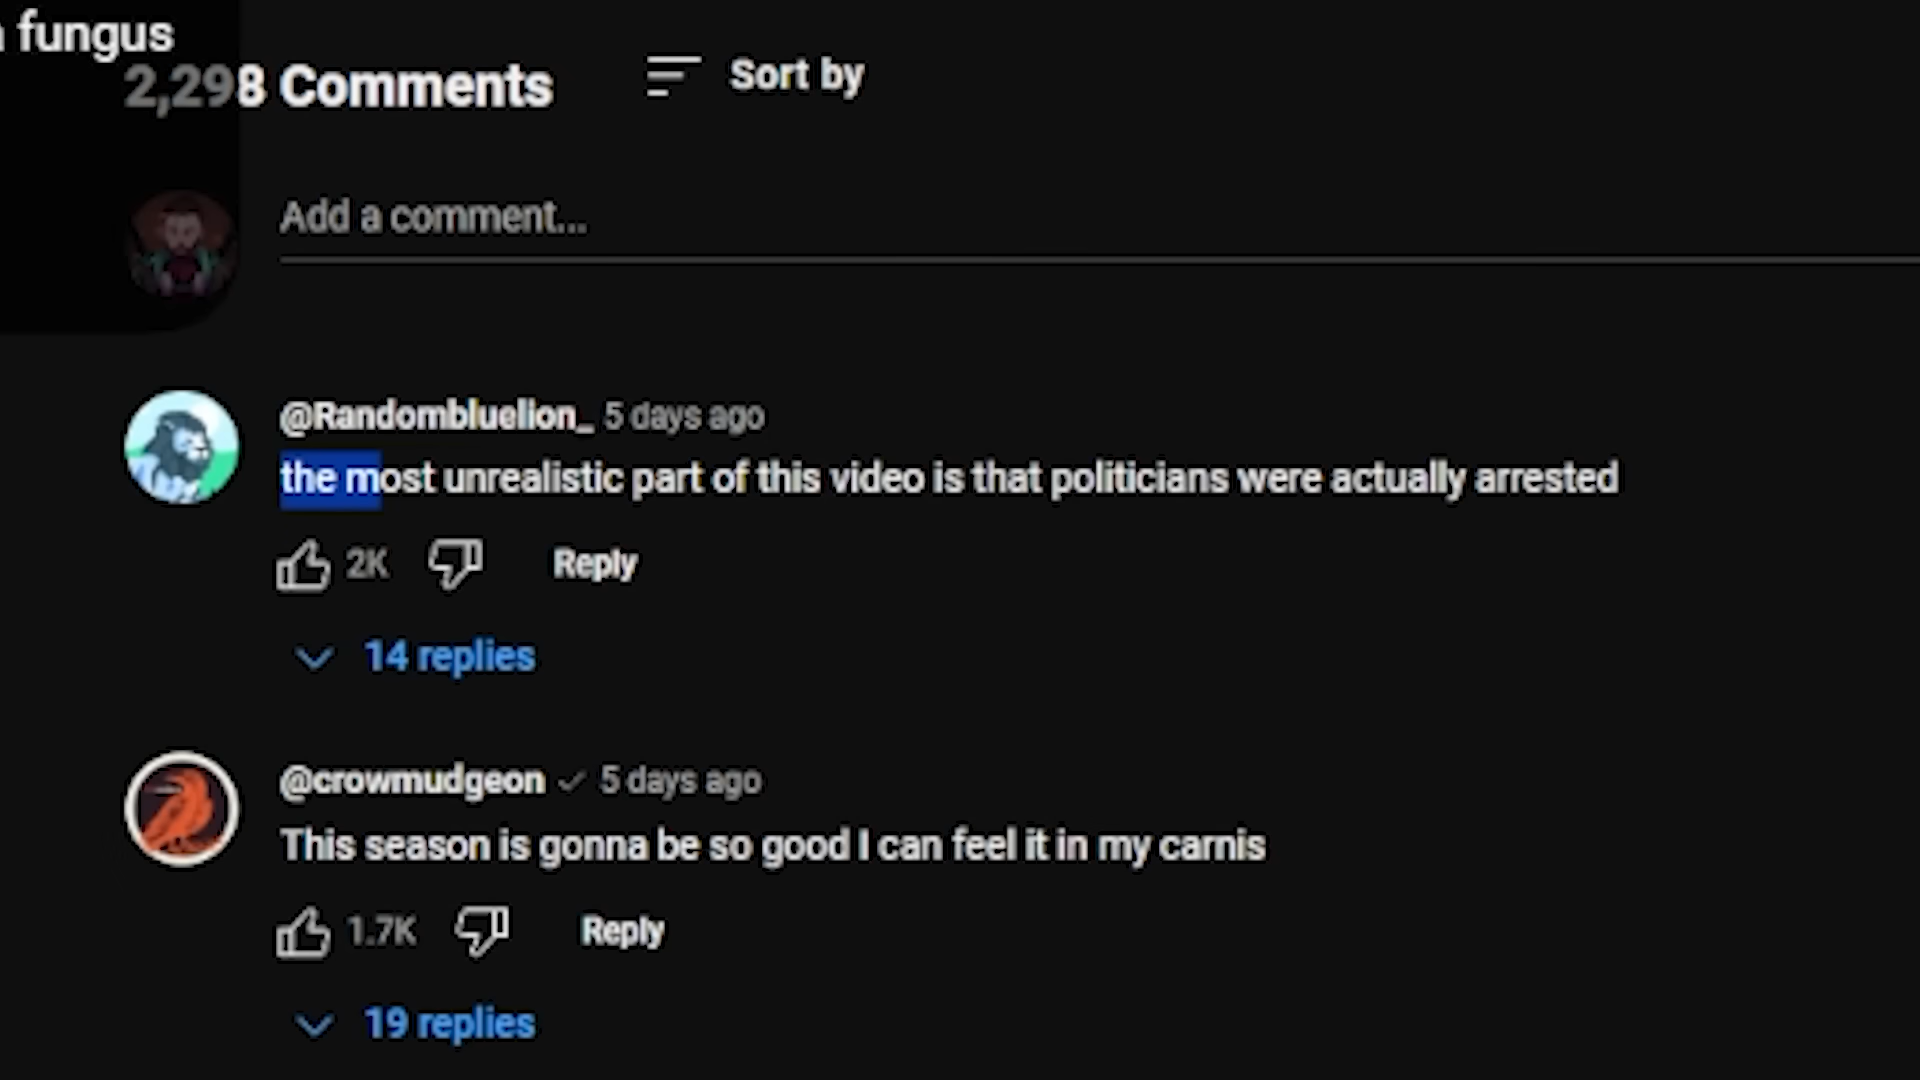 fungus
2,298 Comments
Sort by
Add a comment...
@Randombluelion_ 5 days ago
the most unrealistic part of this video is that politicians were actually arrested
2K
Reply
14 replies
@crowmudgeon 5 days ago
This season is gonna be so good I can feel it in my carnis
1.7K
Reply
19 replies